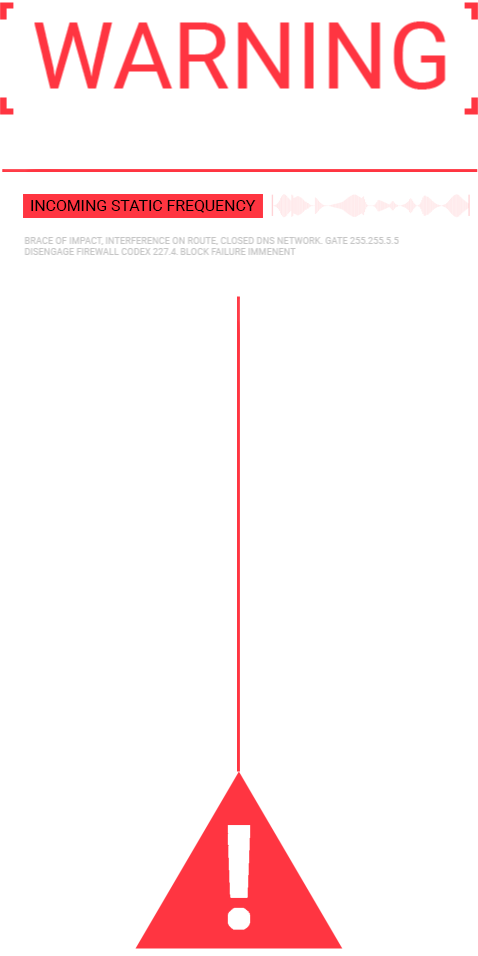 WARNING
INCOMING STATIC FREQUENCY
BRACE OF IMPACT, INTERFERENCE ON ROUTE, CLOSED DNS NETWORK. GATE 255.255.5.5
DISENGAGE FIREWALL CODEX 227.4. BLOCK FAILURE IMMENENT
!